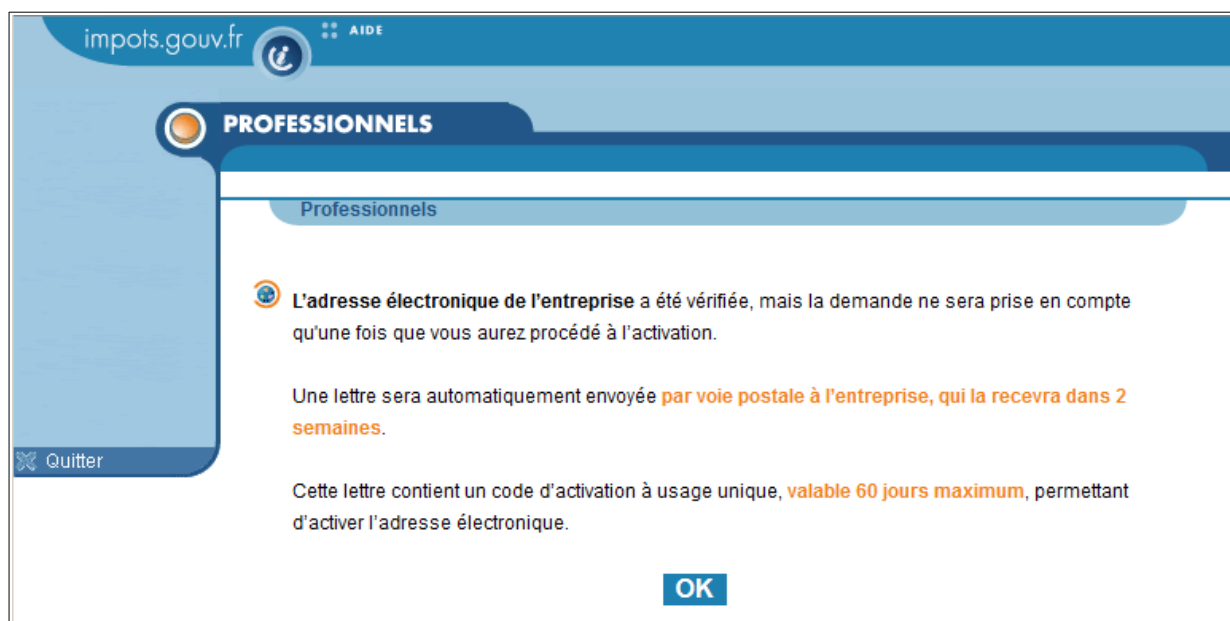 impots.gouv.fr
AIDE
PROFESSIONNELS
Professionnels
L'adresse électronique de l'entreprise a été vérifiée, mais la demande ne sera prise en compte
qu'une fois que vous aurez procédé à l'activation.
Une lettre sera automatiquement envoyée par voie postale à l'entreprise, qui la recevra dans 2
semaines.
Quitter
Cette lettre contient un code d'activation à usage unique, valable 60 jours maximum, permettant
d'activer l'adresse électronique.
OK